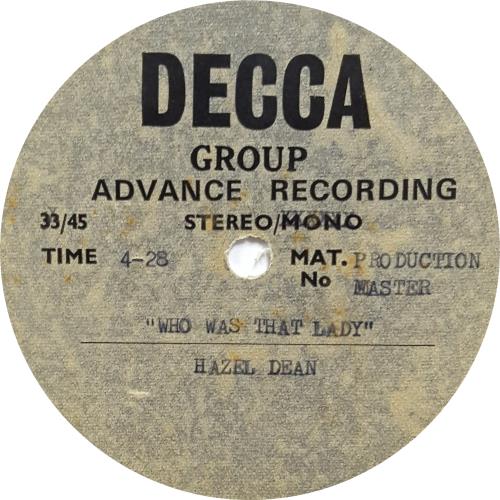 DECCA
GROUP
ADVANCE RECORDING
33/45 STEREO/MONO
TIME 4-28 MAT. PRODUCTION
No MASTER
"WHO WAS THAT LADY"
HAZEL DEAN